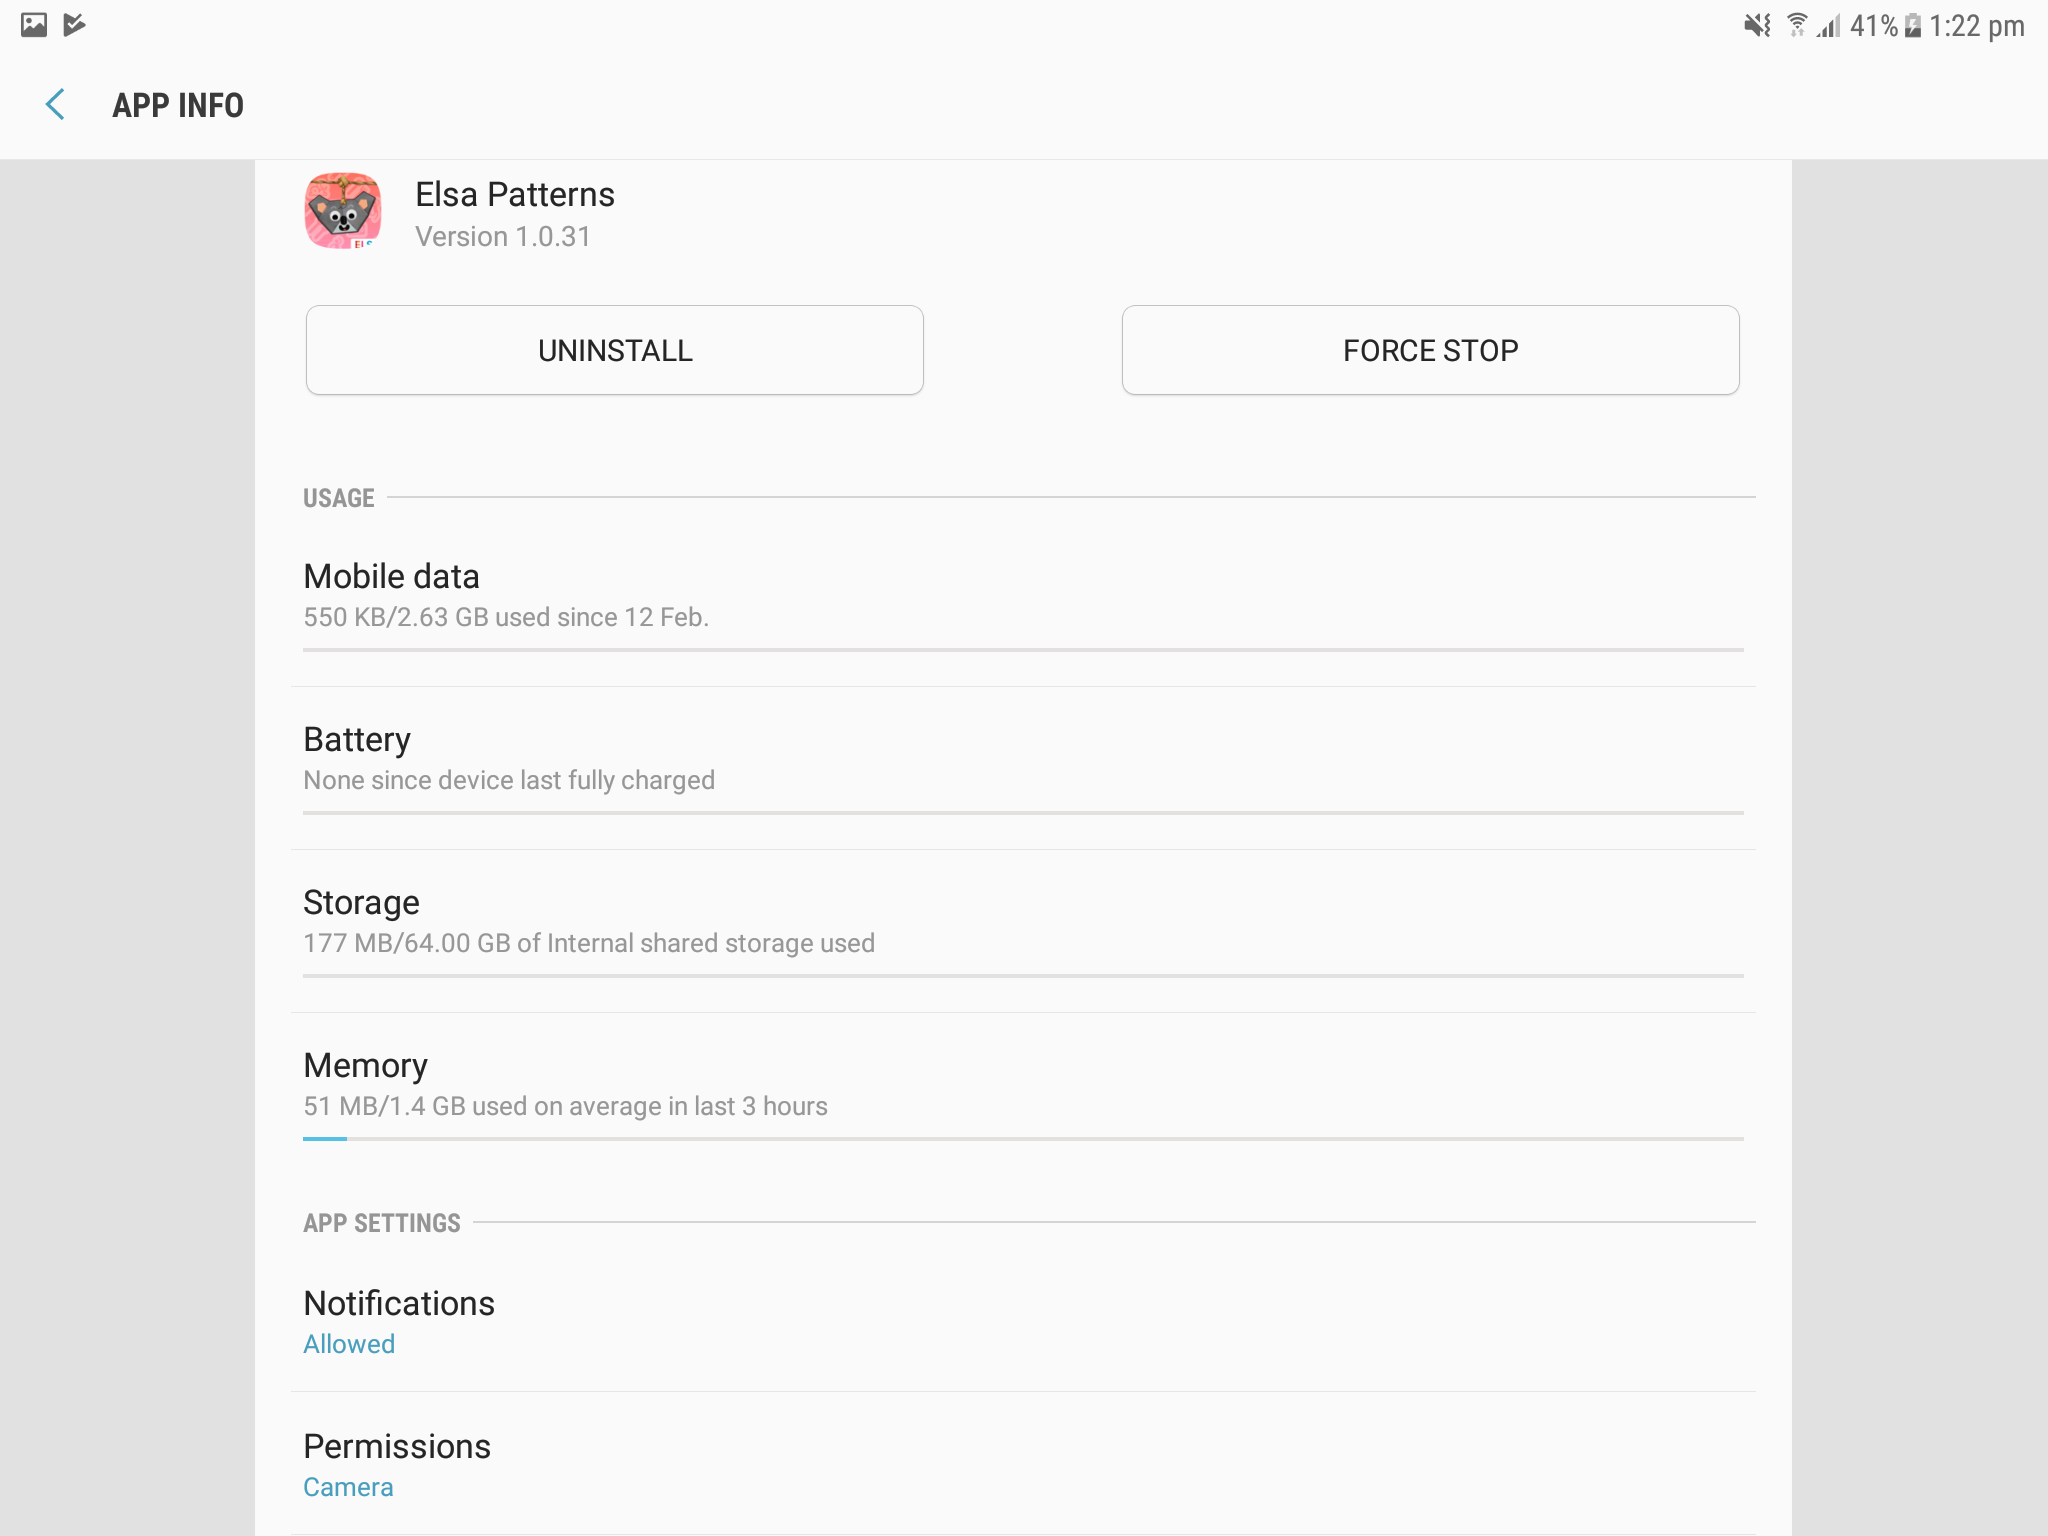 41% 1:22 pm
APP INFO
Elsa Patterns
Version 1.0.31
UNINSTALL
FORCE STOP
USAGE
Mobile data
550 KB/2.63 GB used since 12 Feb.
Battery
None since device last fully charged
Storage
177 MB/64.00 GB of Internal shared storage used
Memory
51 MB/1.4 GB used on average in last 3 hours
APP SETTINGS
Notifications
Allowed
Permissions
Camera